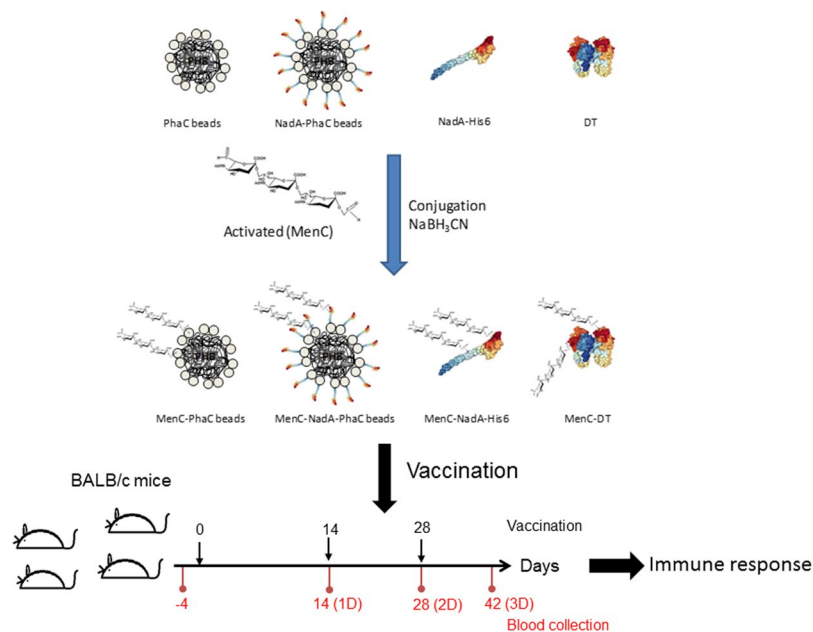 PHB
PHB
PhaC beads
NadA-PhaC beads
NadA-His6
DT
Activated (MenC)
Conjugation
NaBH₃CN
PHB
PHB
MenC-PhaC beads
MenC-NadA-PhaC beads
MenC-NadA-His6
MenC-DT
Vaccination
BALB/c mice
0
14
28
Vaccination
Days
Immune response
-4
14 (1D)
28 (2D)
42 (3D)
Blood collection